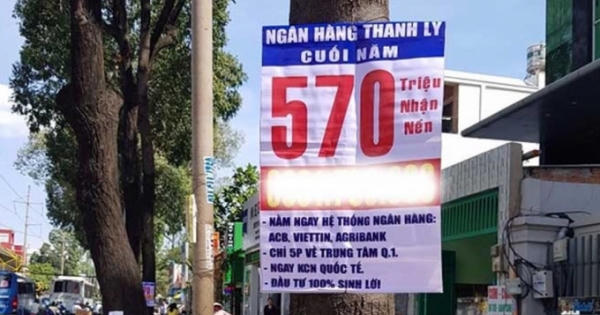 NGÂN HÀNG THANH LÝ
CUỐI NĂM
570
Triệu
Nhận
Nền
- NẰM NGAY HỆ THỐNG NGÂN HÀNG:
ACB, VIETTIN, AGRIBANK
- CHỈ 5P VỀ TRUNG TÂM Q.1.
- NGAY KCN QUỐC TẾ.
- ĐẦU TƯ 100% SINH LỜI